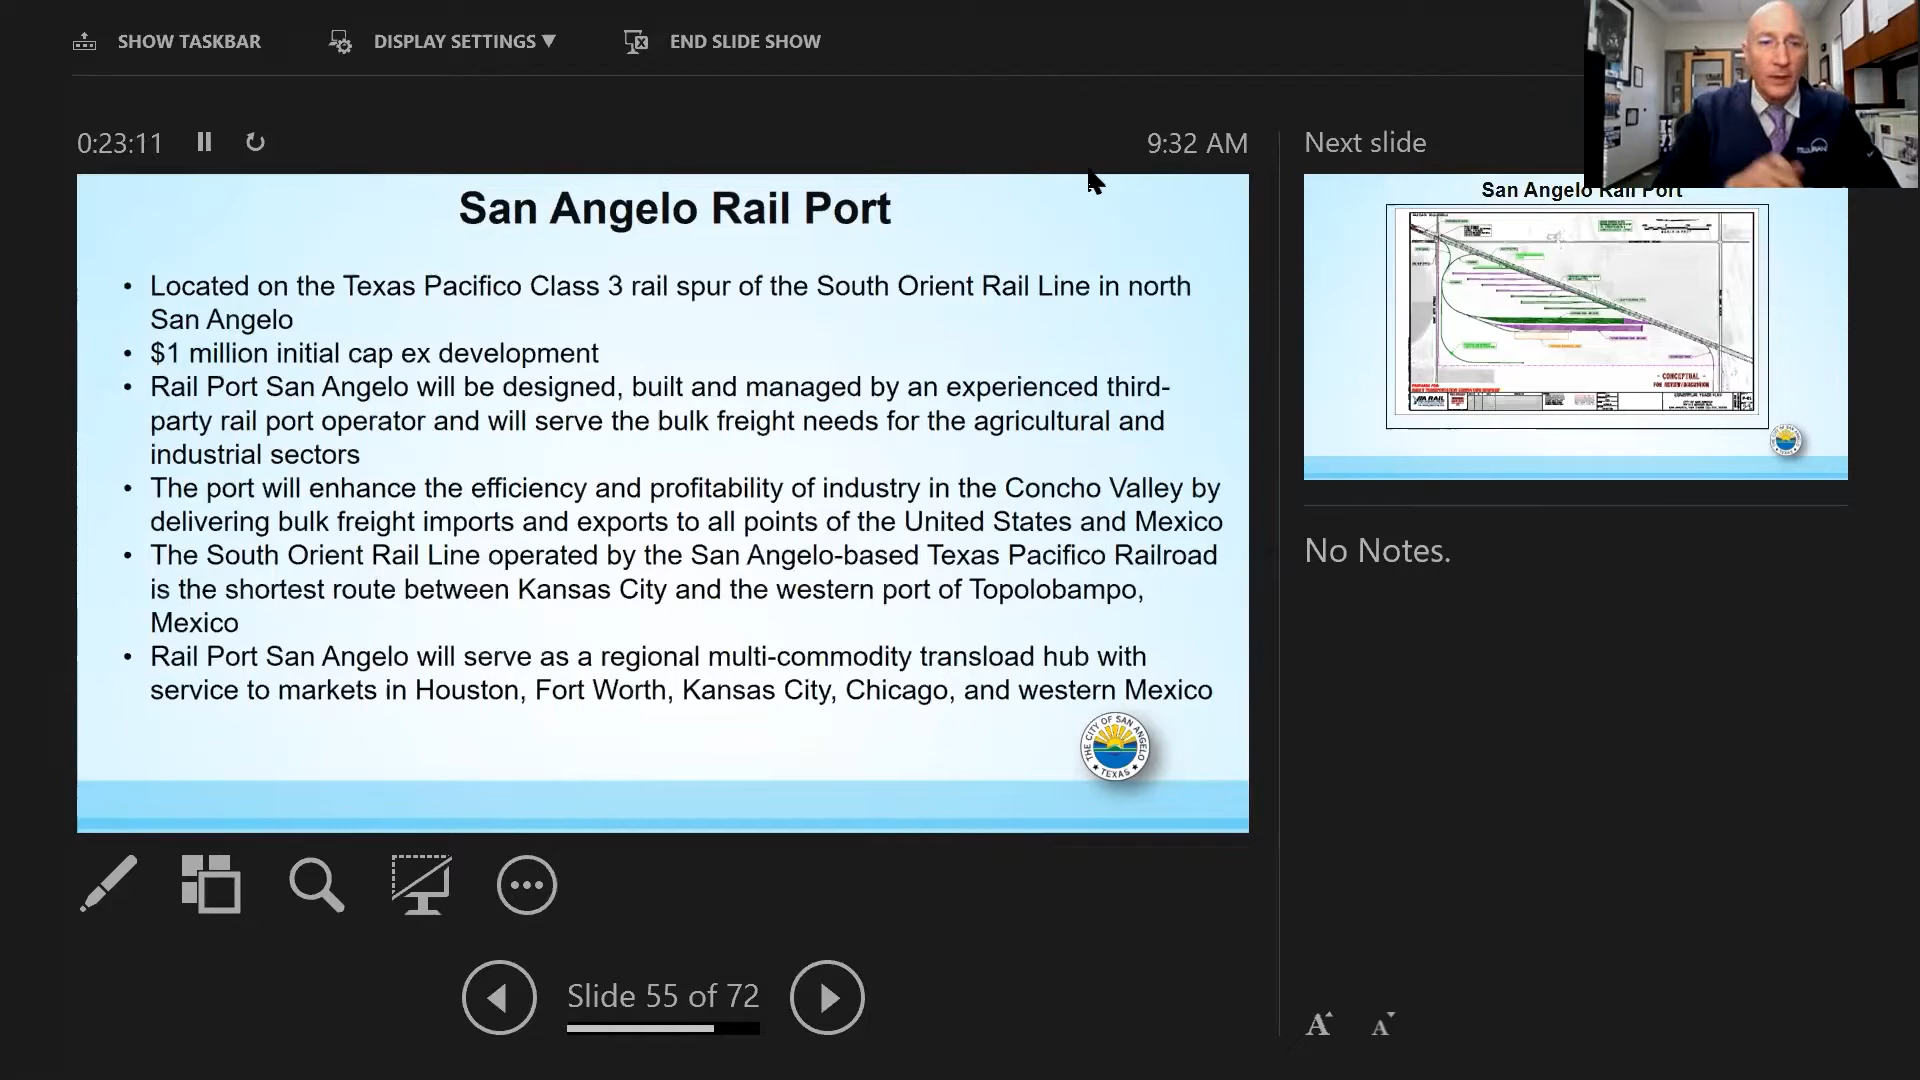 SHOW TASKBAR
DISPLAY SETTINGS ▼
END SLIDE SHOW
0:23:11
9:32 AM
Next slide
San Angelo Rail Port
• Located on the Texas Pacifico Class 3 rail spur of the South Orient Rail Line in north
San Angelo
• $1 million initial cap ex development
• Rail Port San Angelo will be designed, built and managed by an experienced third-
party rail port operator and will serve the bulk freight needs for the agricultural and
industrial sectors
• The port will enhance the efficiency and profitability of industry in the Concho Valley by
delivering bulk freight imports and exports to all points of the United States and Mexico
• The South Orient Rail Line operated by the San Angelo-based Texas Pacifico Railroad
is the shortest route between Kansas City and the western port of Topolobampo,
Mexico
• Rail Port San Angelo will serve as a regional multi-commodity transload hub with
service to markets in Houston, Fort Worth, Kansas City, Chicago, and western Mexico
THE CITY OF SAN ANGELO
TEXAS
San Angelo Rail Port
- CONCEPTUAL -
FOR REVIEW/DISCUSSION
No Notes.
Slide 55 of 72
A A